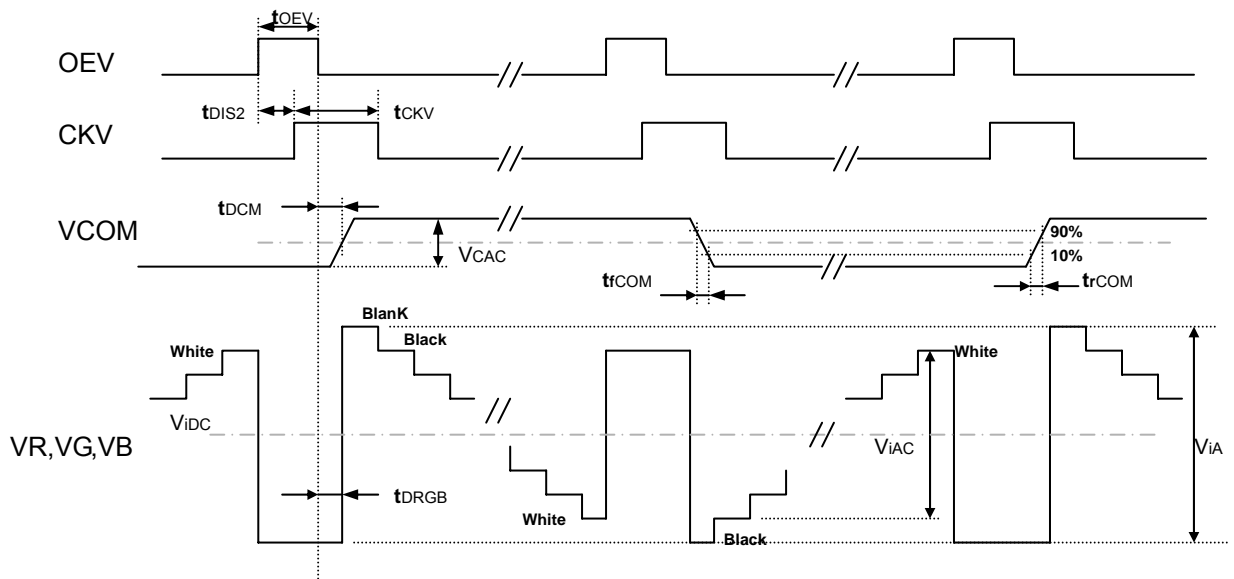 tOEV
OEV
tDIS2
tCKV
CKV
tDCM
VCOM
VCAC
90%
10%
tfCOM
trCOM
BlanK
Black
White
White
ViDC
VR,VG,VB
ViAC
ViA
tDRGB
White
Black